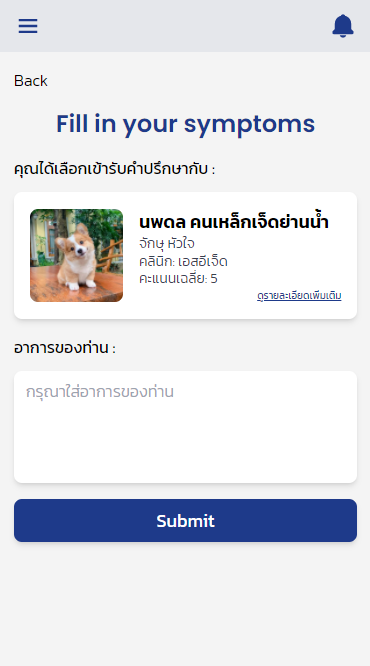 Back
Fill in your symptoms
คุณได้เลือกเข้ารับคำปรึกษากับ :
นพดล คนเหล็กเจ็ดย่านน้ำ
จักษุ หัวใจ
คลินิก: เอสอีเจ็ด
คะแนนเฉลี่ย: 5
ดูรายละเอียดเพิ่มเติม
อาการของท่าน :
กรุณาใส่อาการของท่าน
Submit